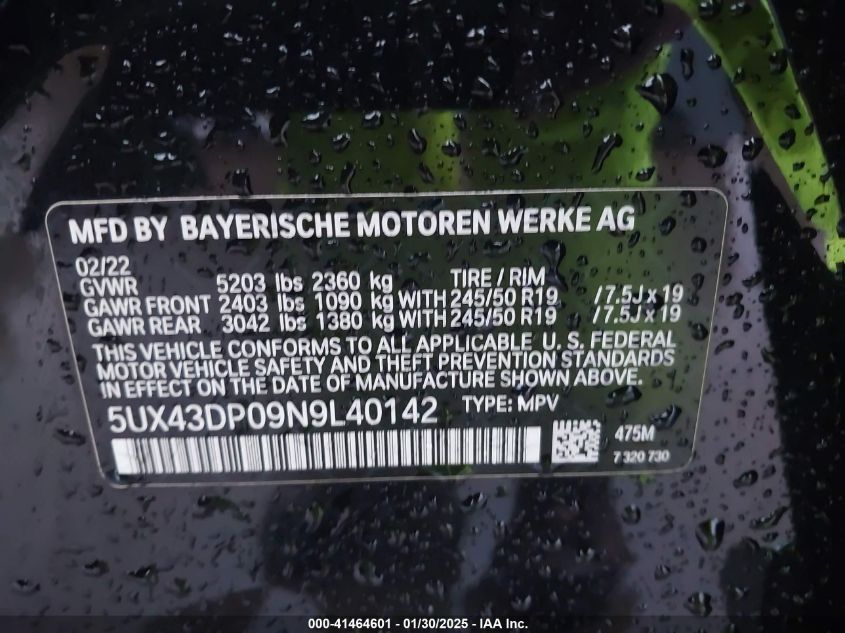 MFD BY BAYERISCHE MOTOREN WERKE AG
02/22
GVWR 5203 lbs 2360 kg TIRE / RIM
GAWR FRONT 2403 lbs 1090 kg WITH 245/50 R19 /7.5J x 19
GAWR REAR 3042 lbs 1380 kg WITH 245/50 R19 /7.5J x 19
THIS VEHICLE CONFORMS TO ALL APPLICABLE U. S. FEDERAL
MOTOR VEHICLE SAFETY AND THEFT PREVENTION STANDARDS
IN EFFECT ON THE DATE OF MANUFACTURE SHOWN ABOVE.
5UX43DP09N9L40142 TYPE: MPV
475M
7 320 730
000-41464601 - 01/30/2025 - IAA Inc.